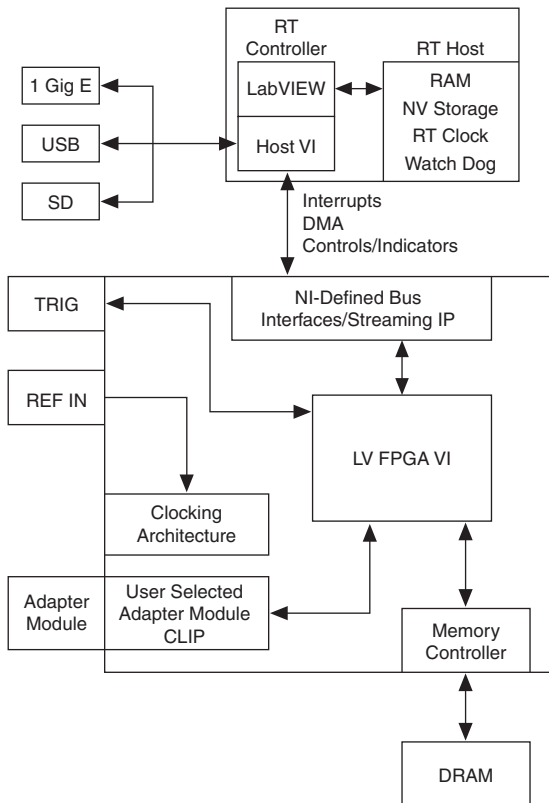 RT
Controller
RT Host
1 Gig E
LabVIEW
RAM
NV Storage
USB
Host VI
RT Clock
Watch Dog
SD
Interrupts
DMA
Controls/Indicators
TRIG
NI-Defined Bus
Interfaces/Streaming IP
REF IN
LV FPGA VI
Clocking
Architecture
Adapter
Module
User Selected
Adapter Module
CLIP
Memory
Controller
DRAM